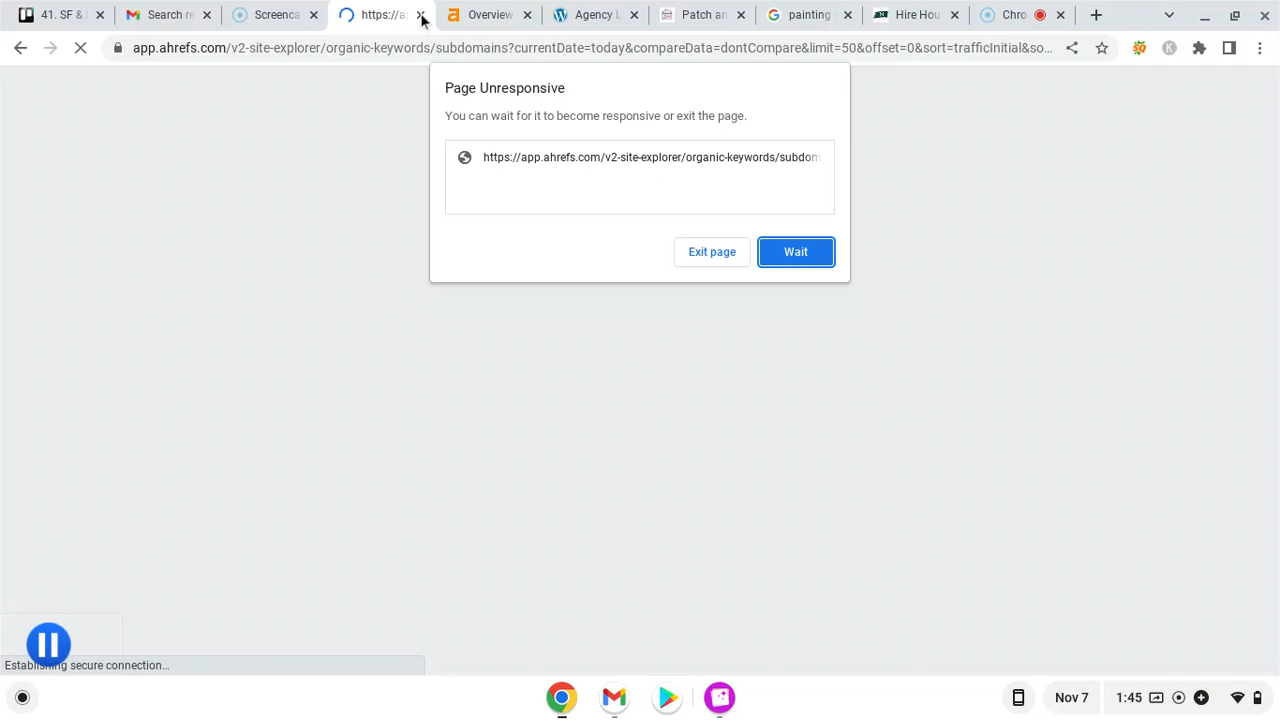 41. SF &
Search re
Screenca
https://a
Overview
Agency L
Patch an
painting
Hire Hou
Chro
app.ahrefs.com/v2-site-explorer/organic-keywords/subdomains?currentDate=today&compareData=dontCompare&limit=50&offset=0&sort=trafficInitial&so...
Page Unresponsive
You can wait for it to become responsive or exit the page.
https://app.ahrefs.com/v2-site-explorer/organic-keywords/subdom
Exit page
Wait
Establishing secure connection...
Nov 7
1:45